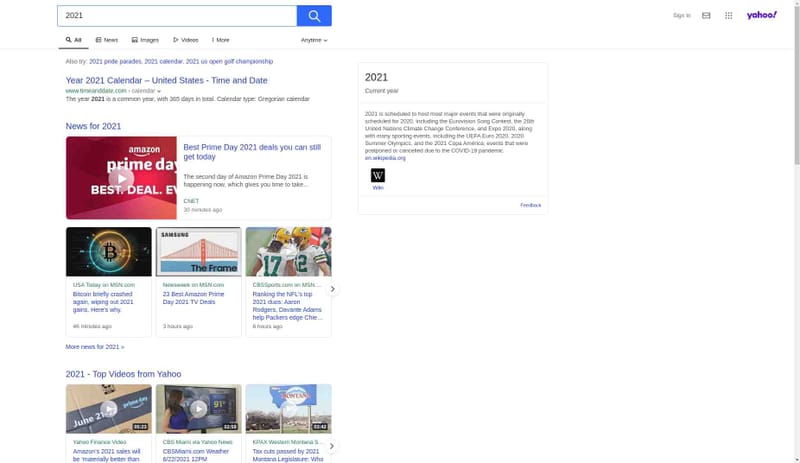 2021
Sign In
yahoo!
All
News
Images
Videos
More
Anytime
Also try: 2021 pride parades, 2021 calendar, 2021 us open golf championship
Year 2021 Calendar – United States - Time and Date
www.timeanddate.com › calendar
The year 2021 is a common year, with 365 days in total. Calendar type: Gregorian calendar
News for 2021
amazon
prime day
BEST. DEAL. EV
Best Prime Day 2021 deals you can still
get today
The second day of Amazon Prime Day 2021 is
happening now, which gives you time to take...
CNET
30 minutes ago
USA Today on MSN.com
Bitcoin briefly crashed
again, wiping out 2021
gains. Here's why.
46 minutes ago
SAMSUNG
The Frame
Newsweek on MSN.com
23 Best Amazon Prime
Day 2021 TV Deals
3 hours ago
17
12
CBSSports.com on MSN....
Ranking the NFL's top
2021 duos: Aaron
Rodgers, Davante Adams
help Packers edge Chie...
6 hours ago
More news for 2021 »
2021 - Top Videos from Yahoo
June 21
prime day
Yahoo Finance Video
Amazon's 2021 sales will
be 'materially better than
91°
02:59
CBS Miami via Yahoo News
CBSMiami.com Weather
6/22/2021 12PM
MONTANA
03:42
KPAX Western Montana S...
Tax cuts passed by 2021
Montana Legislature: Who
2021
Current year
2021 is scheduled to host most major events that were originally
scheduled for 2020, including the Eurovision Song Contest, the 26th
United Nations Climate Change Conference, and Expo 2020, along
with many sporting events, including the UEFA Euro 2020, 2020
Summer Olympics, and the 2021 Copa América; events that were
postponed or cancelled due to the COVID-19 pandemic.
en.wikipedia.org
W
Wiki
Feedback